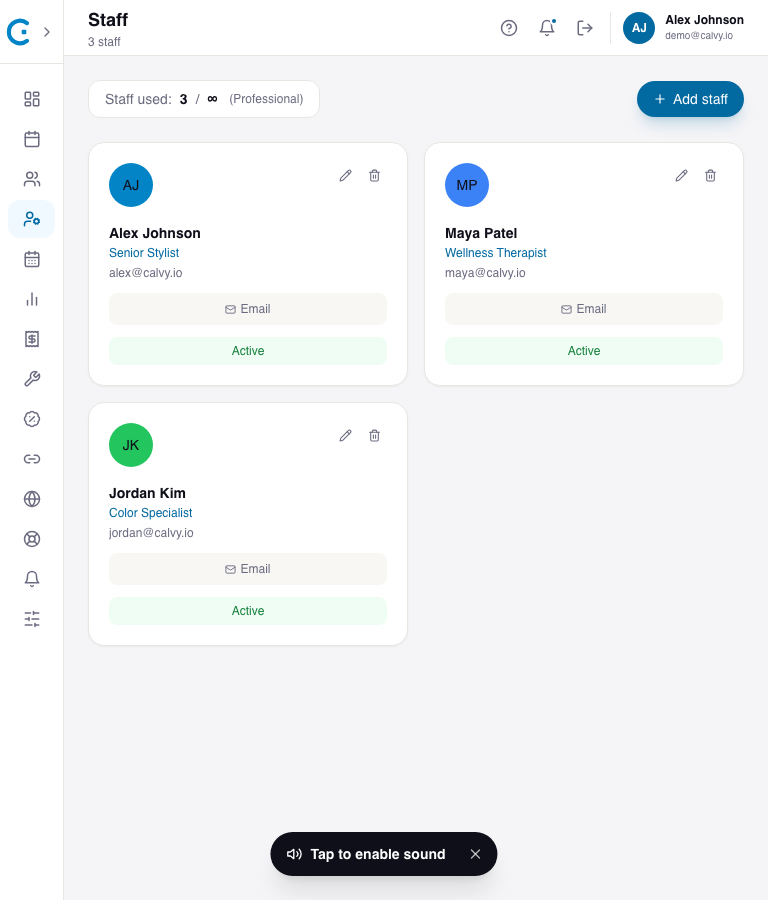 Staff
3 staff
AJ
Alex Johnson
demo@calvy.io
Staff used: 3 / ∞ (Professional)
Add staff
AJ
Alex Johnson
Senior Stylist
alex@calvy.io
Email
Active
MP
Maya Patel
Wellness Therapist
maya@calvy.io
Email
Active
JK
Jordan Kim
Color Specialist
jordan@calvy.io
Email
Active
Tap to enable sound